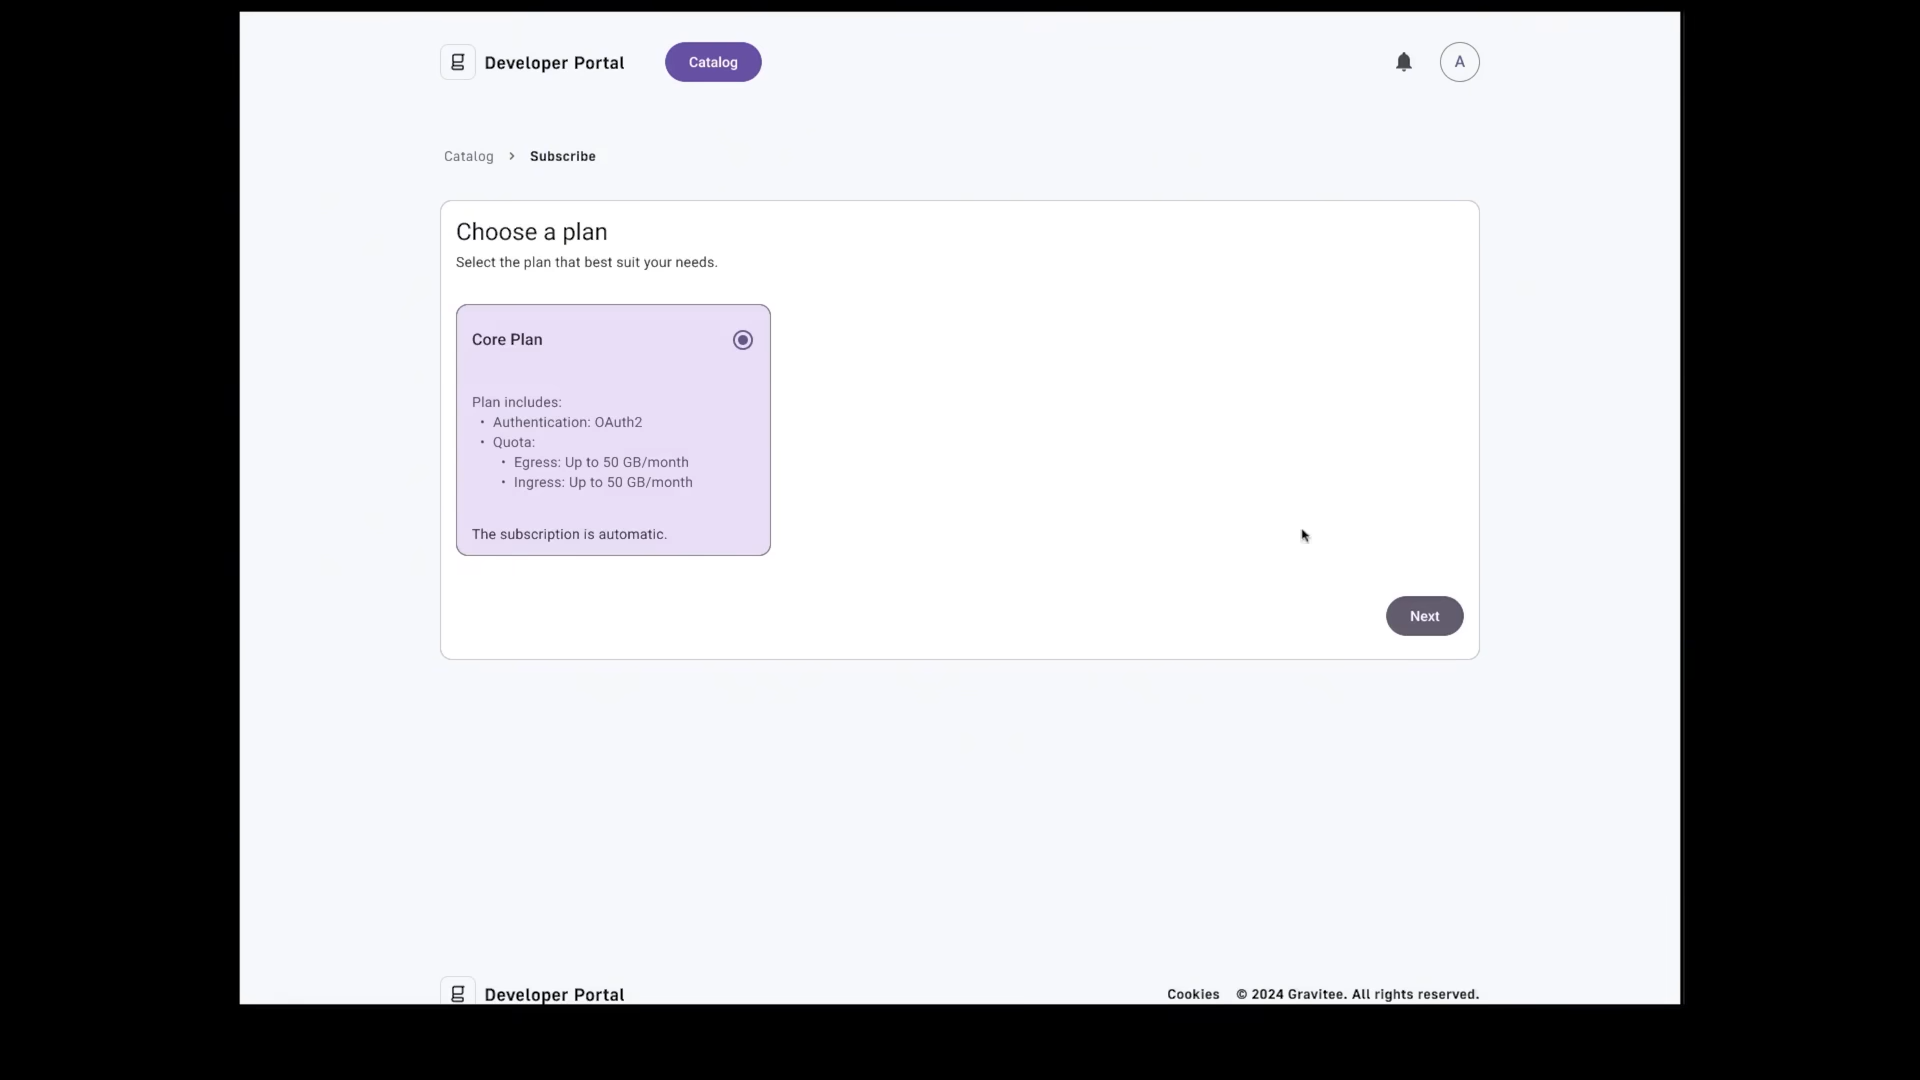 Developer Portal
Catalog
A
Catalog > Subscribe
Choose a plan
Select the plan that best suit your needs.
Core Plan
Plan includes:
• Authentication: OAuth2
• Quota:
• Egress: Up to 50 GB/month
• Ingress: Up to 50 GB/month
The subscription is automatic.
Next
Developer Portal
Cookies © 2024 Gravitee. All rights reserved.